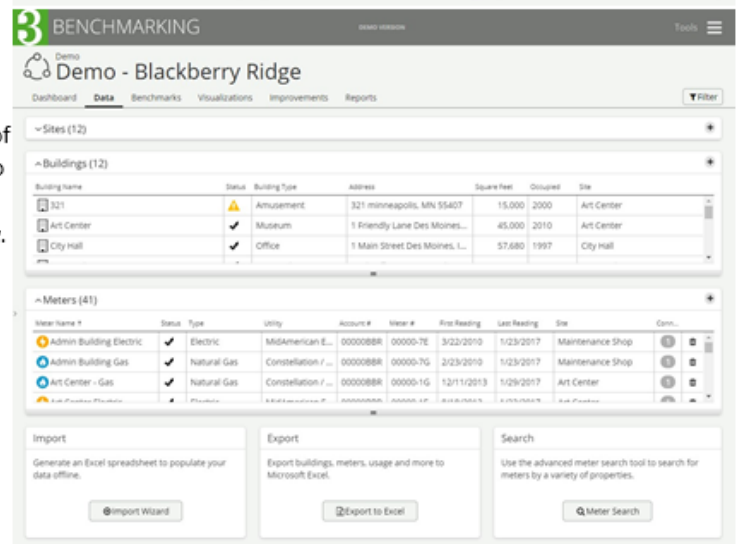 3 BENCHMARKING DEMO VERSION Tools
Demo
Demo - Blackberry Ridge
Dashboard Data Benchmarks Visualizations Improvements Reports Filter
of
Sites (12)
Buildings (12)
Building Name Status Building Type Address Square Feet Occupied Site
321 Amusement 321 minneapolis, MN 55407 15,000 2000 Art Center
Art Center Museum 1 Friendly Lane Des Moines... 45,000 2010 Art Center
City Hall Office 1 Main Street Des Moines, I... 57,680 1997 City Hall
Meters (41)
Meter Name ↑ Status Type Utility Account # Meter # First Reading Last Reading Site Conn...
Admin Building Electric Electric MidAmerican E... 00000BBR 00000-7E 3/22/2010 1/23/2017 Maintenance Shop 1
Admin Building Gas Natural Gas Constellation / ... 00000BBR 00000-7G 2/23/2010 1/23/2017 Maintenance Shop 1
Art Center - Gas Natural Gas Constellation / ... 00000BBR 00000-1G 12/11/2013 1/29/2017 Art Center 1
Import Export Search
Generate an Excel spreadsheet to populate your
data offline.
Export buildings, meters, usage and more to
Microsoft Excel.
Use the advanced meter search tool to search for
meters by a variety of properties.
Import Wizard Export to Excel Meter Search